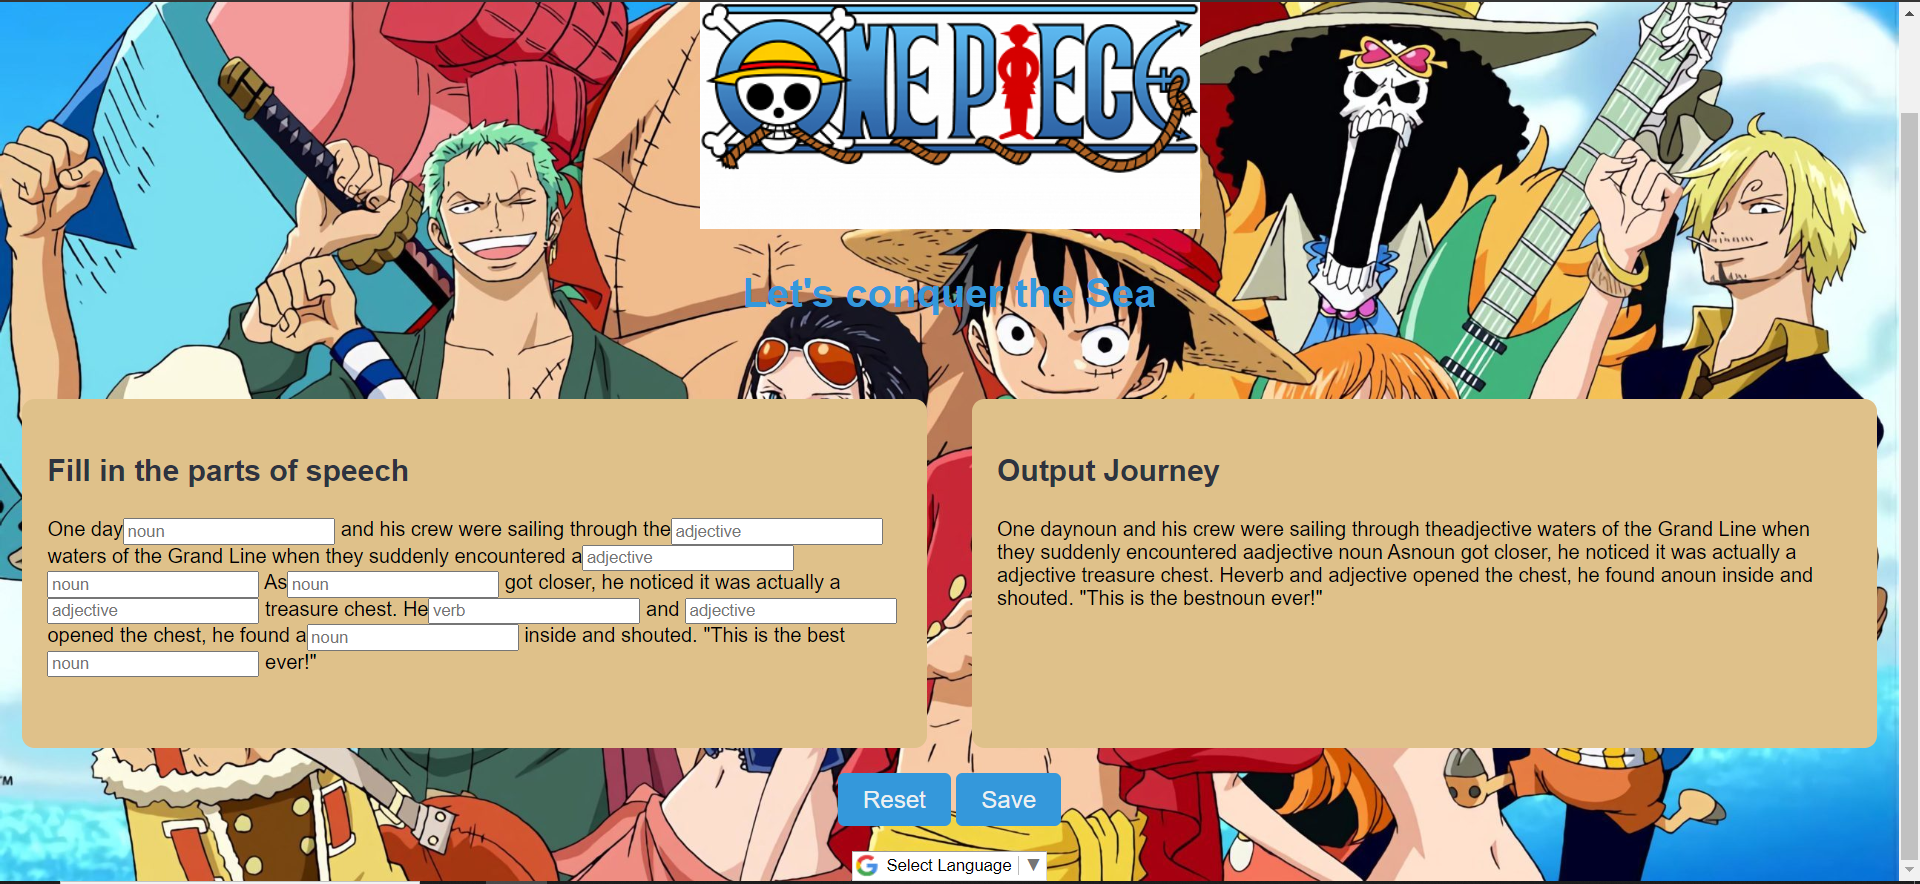 ONE PIECE
Let's conquer the Sea
Fill in the parts of speech
One day noun and his crew were sailing through the adjective
waters of the Grand Line when they suddenly encountered a adjective
noun As noun got closer, he noticed it was actually a
adjective treasure chest. He verb and adjective
opened the chest, he found a noun inside and shouted. "This is the best
noun ever!"
Output Journey
One daynoun and his crew were sailing through theadjective waters of the Grand Line when
they suddenly encountered aadjective noun Asnoun got closer, he noticed it was actually a
adjective treasure chest. Heverb and adjective opened the chest, he found anoun inside and
shouted. "This is the bestnoun ever!"
TM
Reset Save
G Select Language ▼